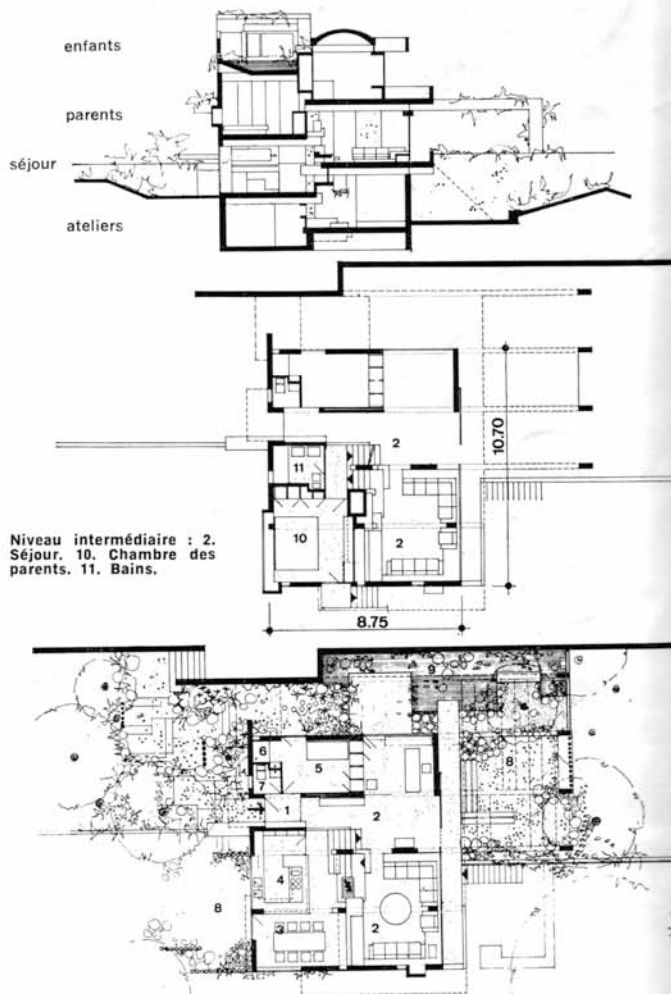 enfants
parents
séjour
ateliers
2
10.70
11
10
2
Niveau intermédiaire : 2.
Séjour. 10. Chambre des
parents. 11. Bains.
8.75
9
6
5
8
7
1
2
4
8
3
2